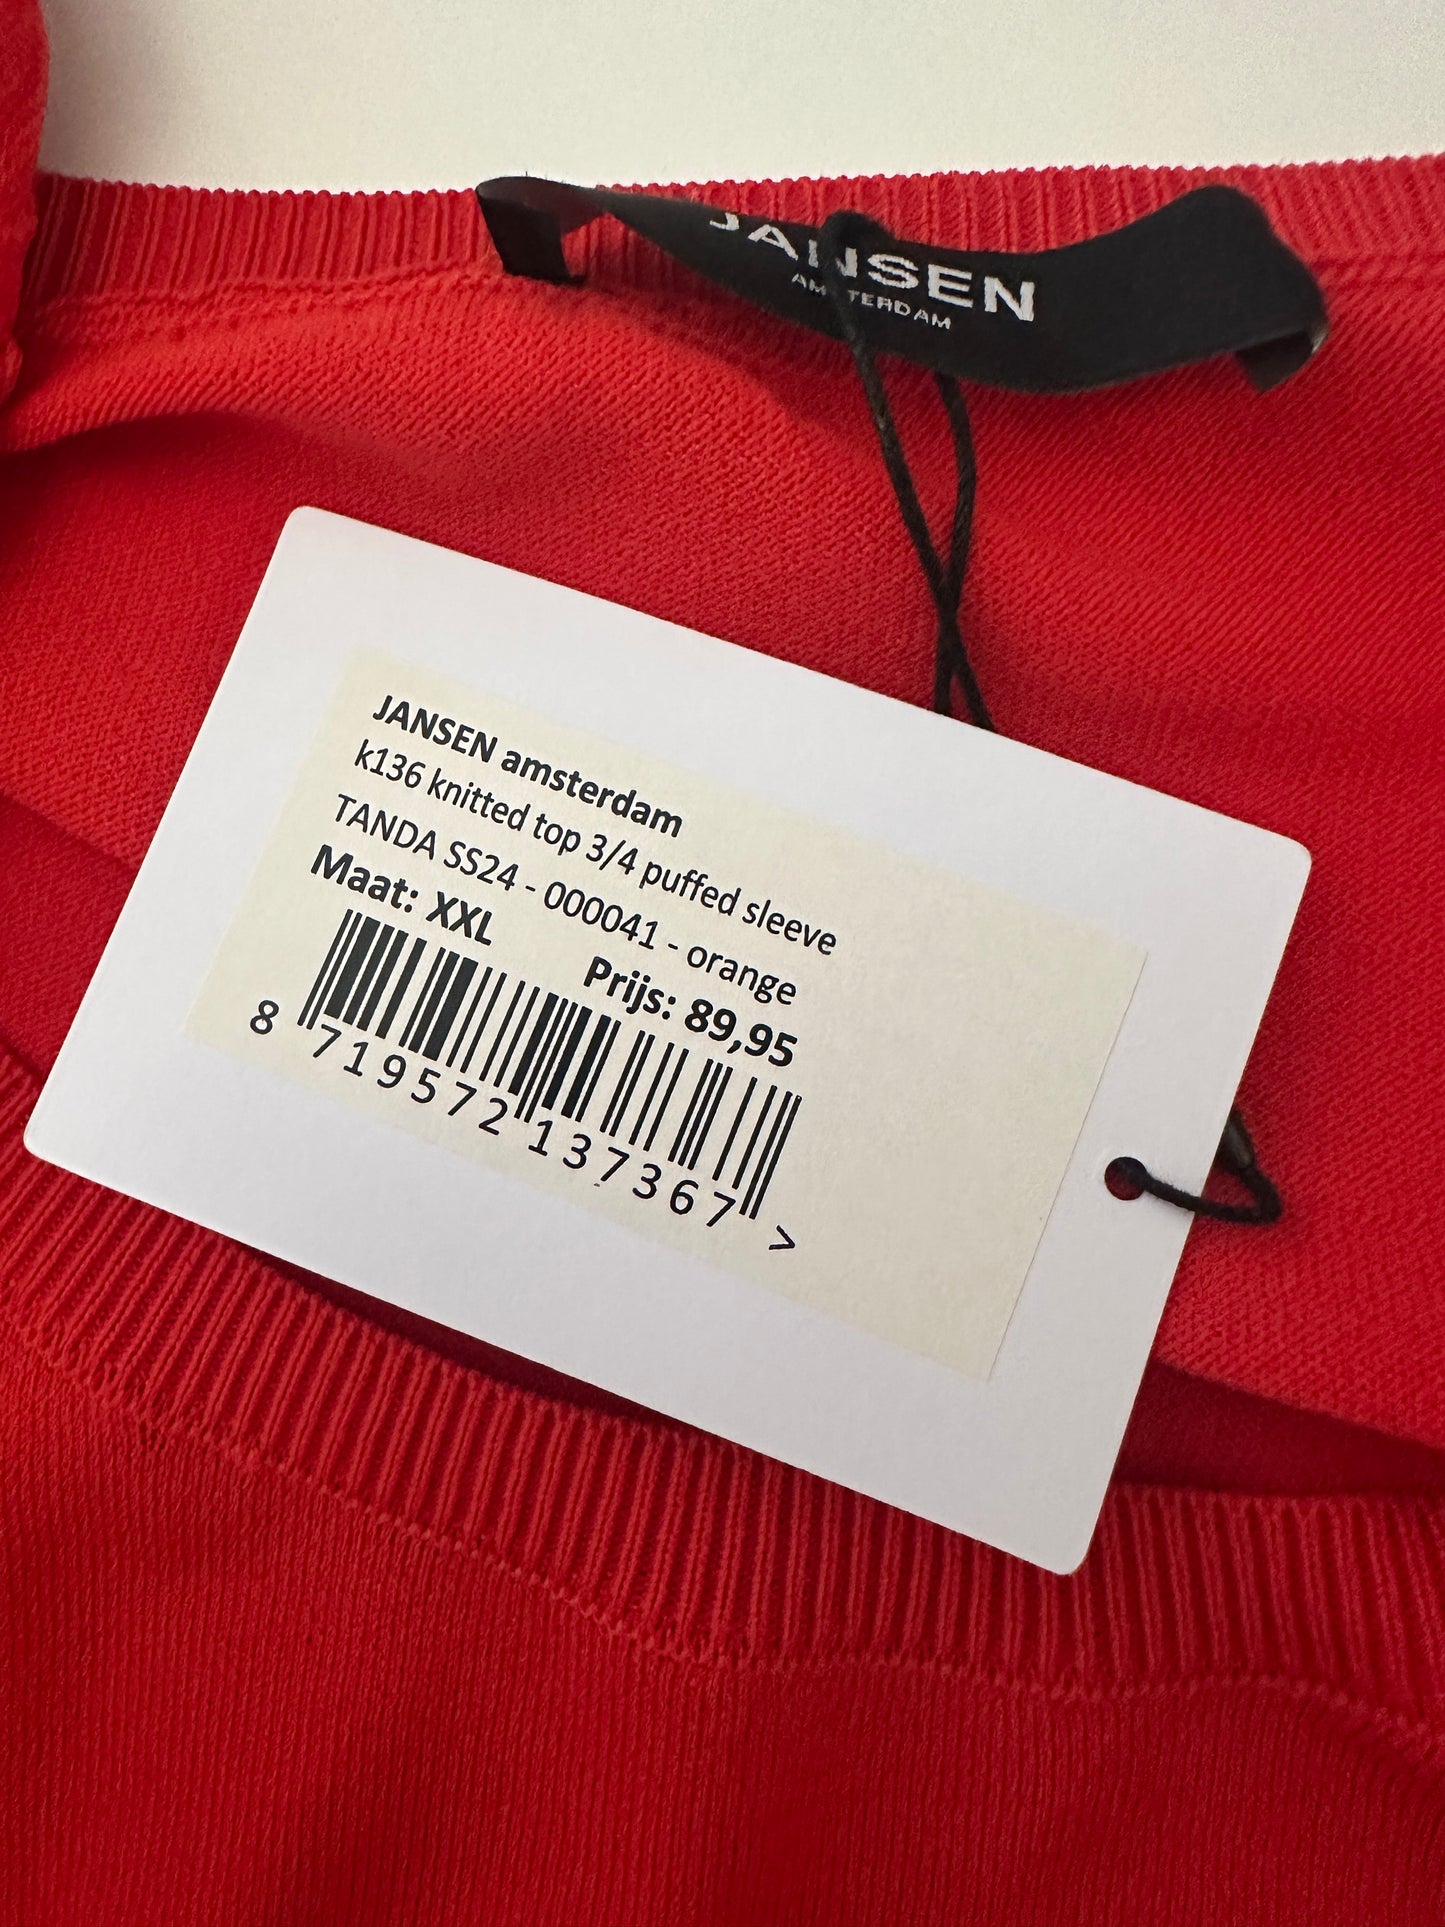 JANSEN
AMSTERDAM
JANSEN amsterdam
k136 knitted top 3/4 puffed sleeve
TANDA SS24 - 000041 - orange
Maat: XXL
Prijs: 89,95
8 719572 137367 >